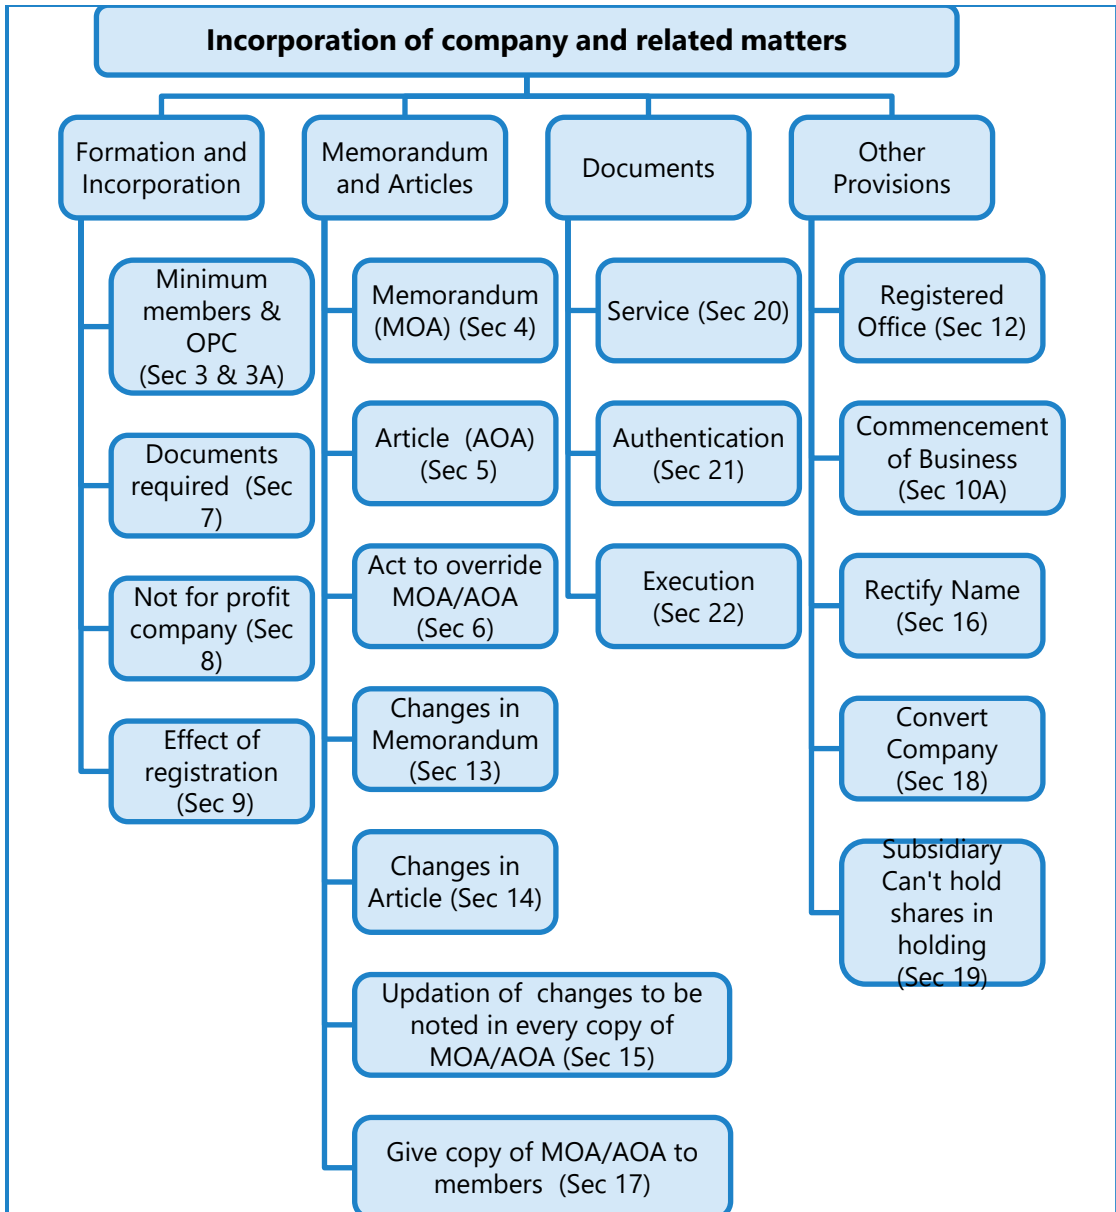 Incorporation of company and related matters
Formation and
Incorporation
Minimum
members &
OPC
(Sec 3 & 3A)
Documents
required (Sec
7)
Not for profit
company (Sec
8)
Effect of
registration
(Sec 9)
Memorandum
and Articles
Memorandum
(MOA) (Sec 4)
Article (AOA)
(Sec 5)
Act to override
MOA/AOA
(Sec 6)
Changes in
Memorandum
(Sec 13)
Changes in
Article (Sec 14)
Updation of changes to be
noted in every copy of
MOA/AOA (Sec 15)
Give copy of MOA/AOA to
members (Sec 17)
Documents
Service (Sec 20)
Authentication
(Sec 21)
Execution
(Sec 22)
Other
Provisions
Registered
Office (Sec 12)
Commencement
of Business
(Sec 10A)
Rectify Name
(Sec 16)
Convert
Company
(Sec 18)
Subsidiary
Can't hold
shares in
holding
(Sec 19)